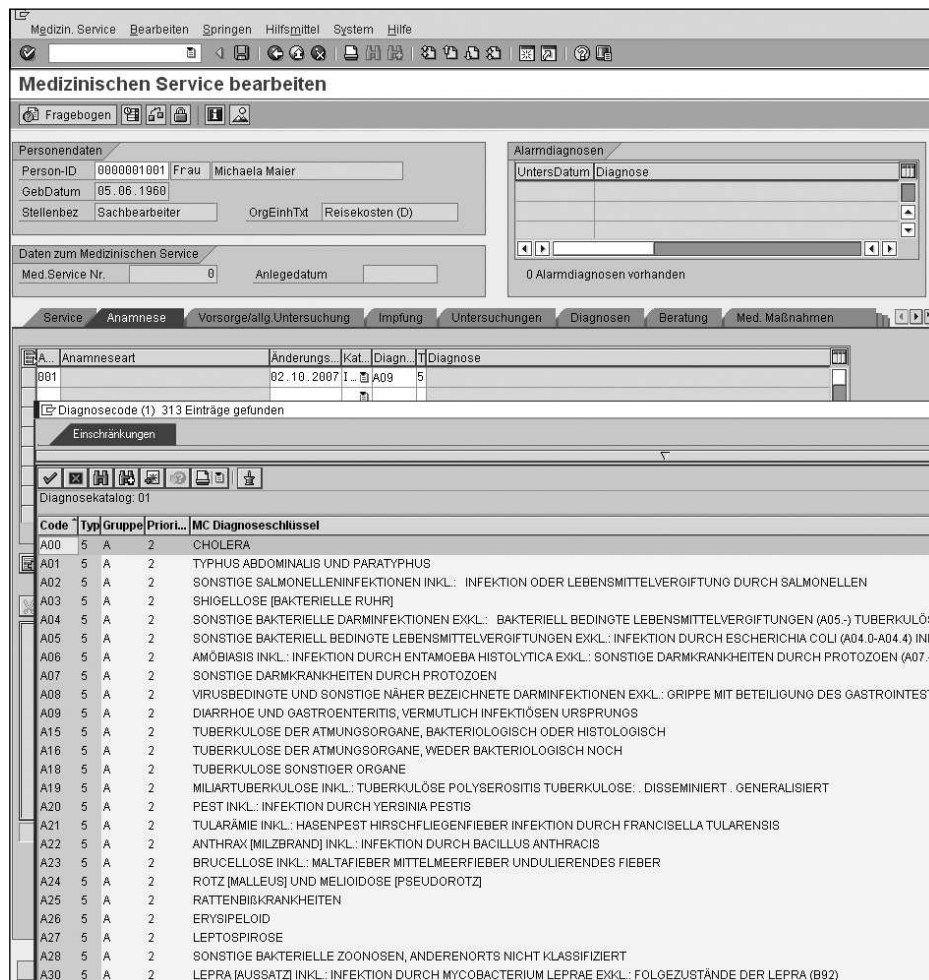 Medizin. Service Bearbeiten Springen Hilfsmittel System Hilfe
Medizinischen Service bearbeiten
Fragebogen
Personendaten
Person-ID 0000001001 Frau Michaela Maier
GebDatum 05.06.1960
Stellenbez Sachbearbeiter OrgEinhTxt Reisekosten (D)
Alarmdiagnosen
UntersDatum Diagnose
0 Alarmdiagnosen vorhanden
Daten zum Medizinischen Service
Med.Service Nr. 0 Anlegedatum
Service Anamnese Vorsorge/allg.Untersuchung Impfung Untersuchungen Diagnosen Beratung Med. Maßnahmen
A... Anamneseart Änderungs... Kat... Diagn... T Diagnose
001 02.10.2007 I... A09 5
Diagnosecode (1) 313 Einträge gefunden
Einschränkungen
Diagnosekatalog: 01
Code Typ Gruppe Priori... MC Diagnoseschlüssel
A00 5 A 2 CHOLERA
A01 5 A 2 TYPHUS ABDOMINALIS UND PARATYPHUS
A02 5 A 2 SONSTIGE SALMONELLENINFEKTIONEN INKL.: INFEKTION ODER LEBENSMITTELVERGIFTUNG DURCH SALMONELLEN
A03 5 A 2 SHIGELLOSE [BAKTERIELLE RUHR]
A04 5 A 2 SONSTIGE BAKTERIELLE DARMINFEKTIONEN EXKL.: BAKTERIELL BEDINGTE LEBENSMITTELVERGIFTUNGEN (A05.-) TUBERKULÖS
A05 5 A 2 SONSTIGE BAKTERIELL BEDINGTE LEBENSMITTELVERGIFTUNGEN EXKL.: INFEKTION DURCH ESCHERICHIA COLI (A04.0-A04.4) IN
A06 5 A 2 AMÖBIASIS INKL.: INFEKTION DURCH ENTAMOEBA HISTOLYTICA EXKL.: SONSTIGE DARMKRANKHEITEN DURCH PROTOZOEN (A07.-
A07 5 A 2 SONSTIGE DARMKRANKHEITEN DURCH PROTOZOEN
A08 5 A 2 VIRUSBEDINGTE UND SONSTIGE NÄHER BEZEICHNETE DARMINFEKTIONEN EXKL.: GRIPPE MIT BETEILIGUNG DES GASTROINTEST
A09 5 A 2 DIARRHOE UND GASTROENTERITIS, VERMUTLICH INFEKTIÖSEN URSPRUNGS
A15 5 A 2 TUBERKULOSE DER ATMUNGSORGANE, BAKTERIOLOGISCH ODER HISTOLOGISCH
A16 5 A 2 TUBERKULOSE DER ATMUNGSORGANE, WEDER BAKTERIOLOGISCH NOCH
A18 5 A 2 TUBERKULOSE SONSTIGER ORGANE
A19 5 A 2 MILIARTUBERKULOSE INKL.: TUBERKULÖSE POLYSEROSITIS TUBERKULOSE: . DISSEMINIERT . GENERALISIERT
A20 5 A 2 PEST INKL.: INFEKTION DURCH YERSINIA PESTIS
A21 5 A 2 TULARÄMIE INKL.: HASENPEST HIRSCHFLIEGENFIEBER INFEKTION DURCH FRANCISELLA TULARENSIS
A22 5 A 2 ANTHRAX [MILZBRAND] INKL.: INFEKTION DURCH BACILLUS ANTHRACIS
A23 5 A 2 BRUCELLOSE INKL.: MALTAFIEBER MITTELMEERFIEBER UNDULIERENDES FIEBER
A24 5 A 2 ROTZ [MALLEUS] UND MELIOIDOSE [PSEUDOROTZ]
A25 5 A 2 RATTENBIßKRANKHEITEN
A26 5 A 2 ERYSIPELOID
A27 5 A 2 LEPTOSPIROSE
A28 5 A 2 SONSTIGE BAKTERIELLE ZOONOSEN, ANDERENORTS NICHT KLASSIFIZIERT
A30 5 A 2 LEPRA [AUSSATZ] INKL.: INFEKTION DURCH MYCOBACTERIUM LEPRAE EXKL.: FOLGEZUSTÄNDE DER LEPRA (B92)